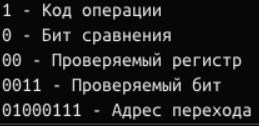 1 - Код операции
0 - Бит сравнения
00 - Проверяемый регистр
0011 - Проверяемый бит
01000111 - Адрес перехода